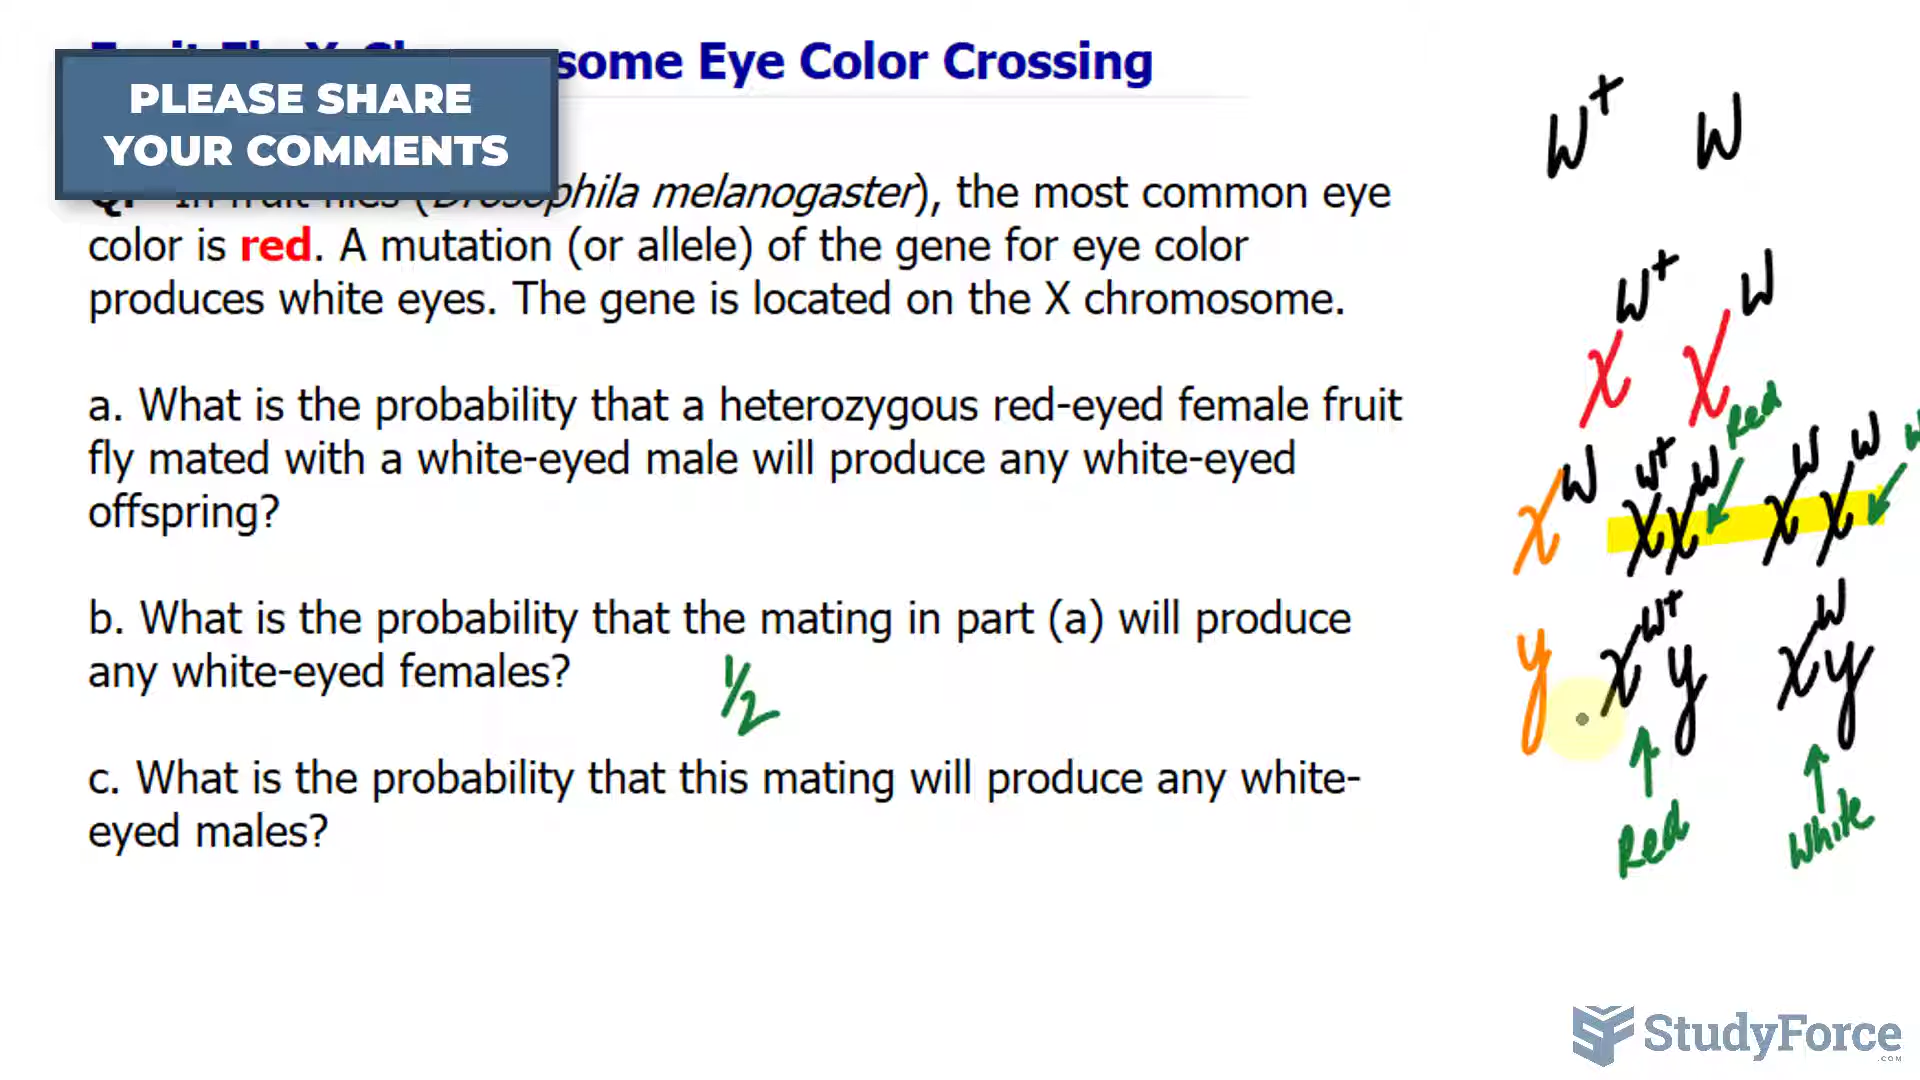 some Eye Color Crossing
PLEASE SHARE
YOUR COMMENTS
(Drosophila melanogaster), the most common eye
color is red. A mutation (or allele) of the gene for eye color
produces white eyes. The gene is located on the X chromosome.
a. What is the probability that a heterozygous red-eyed female fruit
fly mated with a white-eyed male will produce any white-eyed
offspring?
b. What is the probability that the mating in part (a) will produce
any white-eyed females?
1/2
c. What is the probability that this mating will produce any white-
eyed males?
W+ W
W+ W
X X
Red
W W+ W W W
X X X X X
W+ W
y X y X y
Red White
StudyForce
.COM